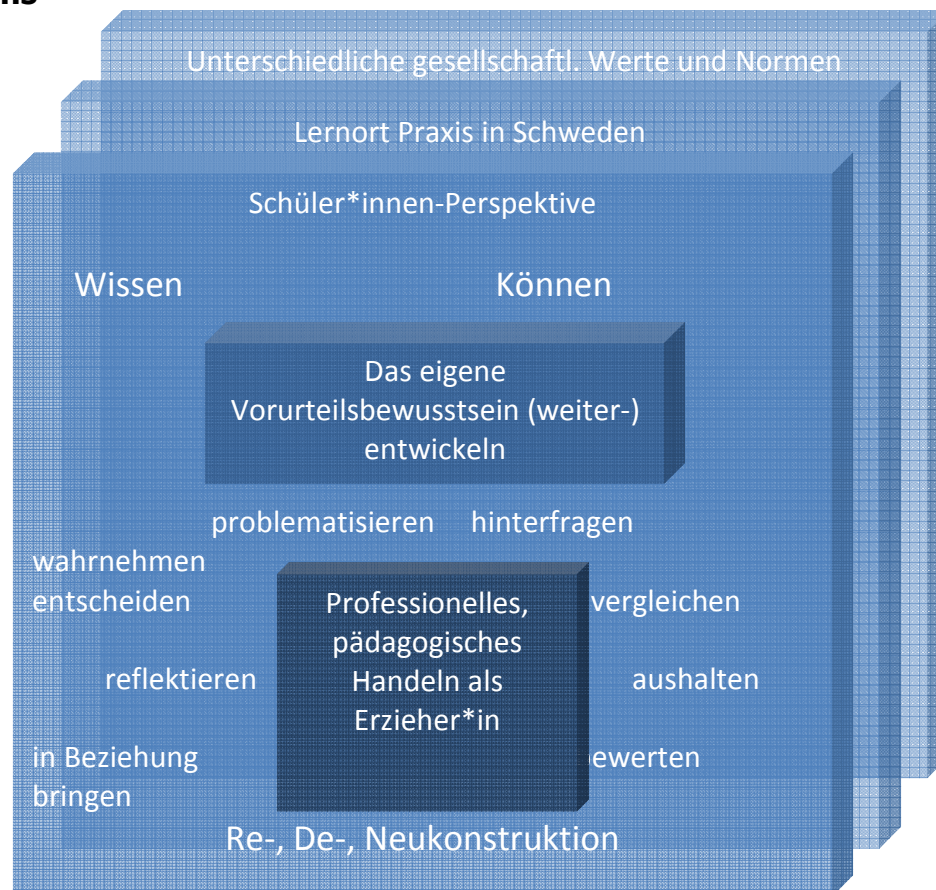 Unterschiedliche gesellschaftl. Werte und Normen
Lernort Praxis in Schweden
Schüler*innen-Perspektive
Wissen Können
Das eigene
Vorurteilsbewusstsein (weiter-)
entwickeln
problematisieren hinterfragen
wahrnehmen
entscheiden
vergleichen
Professionelles,
pädagogisches
Handeln als
Erzieher*in
reflektieren
aushalten
in Beziehung
bringen
bewerten
Re-, De-, Neukonstruktion